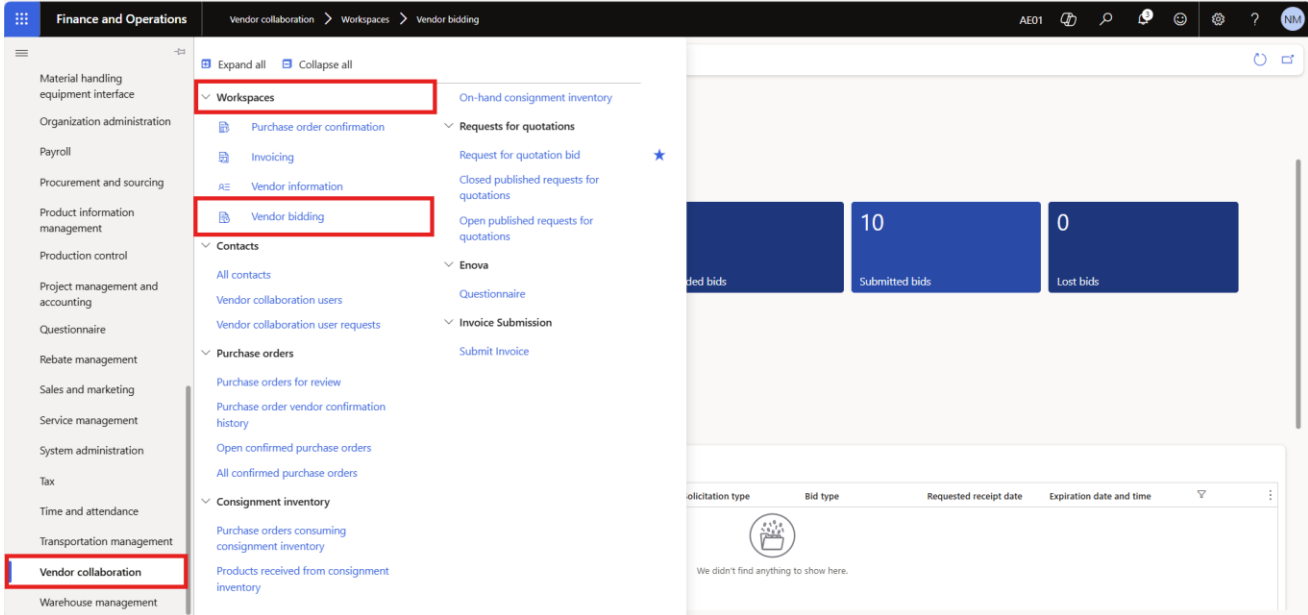 Finance and Operations
Vendor collaboration > Workspaces > Vendor bidding
AE01
3
?
NM
Material handling
equipment interface
Organization administration
Payroll
Procurement and sourcing
Product information
management
Production control
Project management and
accounting
Questionnaire
Rebate management
Sales and marketing
Service management
System administration
Tax
Time and attendance
Transportation management
Vendor collaboration
Warehouse management
Expand all
Collapse all
Workspaces
Purchase order confirmation
Invoicing
Vendor information
Vendor bidding
Contacts
All contacts
Vendor collaboration users
Vendor collaboration user requests
Purchase orders
Purchase orders for review
Purchase order vendor confirmation
history
Open confirmed purchase orders
All confirmed purchase orders
Consignment inventory
Purchase orders consuming
consignment inventory
Products received from consignment
inventory
On-hand consignment inventory
Requests for quotations
Request for quotation bid
Closed published requests for
quotations
Open published requests for
quotations
Enova
Questionnaire
Invoice Submission
Submit Invoice
ded bids
10
Submitted bids
0
Lost bids
olicitation type
Bid type
Requested receipt date
Expiration date and time
We didn't find anything to show here.